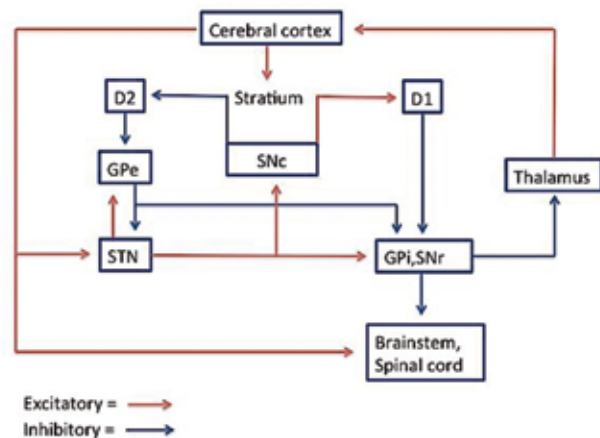 Cerebral cortex
D2
Stratium
D1
SNc
GPe
Thalamus
STN
GPi,SNr
Brainstem,
Spinal cord
Excitatory =
Inhibitory =